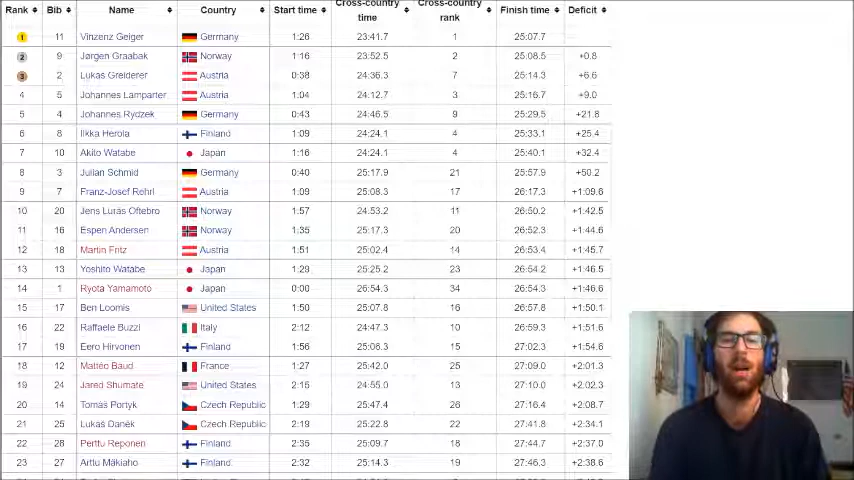 Rank Bib Name Country Start time Cross-country time Cross-country rank Finish time Deficit
1 11 Vinzenz Geiger Germany 1:26 23:41.7 1 25:07.7
2 9 Jørgen Graabak Norway 1:16 23:52.5 2 25:08.5 +0.8
3 2 Lukas Greiderer Austria 0:38 24:36.3 7 25:14.3 +6.6
4 5 Johannes Lamparter Austria 1:04 24:12.7 3 25:16.7 +9.0
5 4 Johannes Rydzek Germany 0:43 24:46.5 9 25:29.5 +21.8
6 8 Ilkka Herola Finland 1:09 24:24.1 4 25:33.1 +25.4
7 10 Akito Watabe Japan 1:16 24:24.1 4 25:40.1 +32.4
8 3 Julian Schmid Germany 0:40 25:17.9 21 25:57.9 +50.2
9 7 Franz-Josef Rehrl Austria 1:09 25:08.3 17 26:17.3 +1:09.6
10 20 Jens Lurås Oftebro Norway 1:57 24:53.2 11 26:50.2 +1:42.5
11 16 Espen Andersen Norway 1:35 25:17.3 20 26:52.3 +1:44.6
12 18 Martin Fritz Austria 1:51 25:02.4 14 26:53.4 +1:45.7
13 13 Yoshito Watabe Japan 1:29 25:25.2 23 26:54.2 +1:46.5
14 1 Ryota Yamamoto Japan 0:00 26:54.3 34 26:54.3 +1:46.6
15 17 Ben Loomis United States 1:50 25:07.8 16 26:57.8 +1:50.1
16 22 Raffaele Buzzi Italy 2:12 24:47.3 10 26:59.3 +1:51.6
17 19 Eero Hirvonen Finland 1:56 25:06.3 15 27:02.3 +1:54.6
18 12 Mattéo Baud France 1:27 25:42.0 25 27:09.0 +2:01.3
19 24 Jared Shumate United States 2:15 24:55.0 13 27:10.0 +2:02.3
20 14 Tomáš Portyk Czech Republic 1:29 25:47.4 26 27:16.4 +2:08.7
21 25 Lukáš Daněk Czech Republic 2:19 25:22.8 22 27:41.8 +2:34.1
22 28 Perttu Reponen Finland 2:35 25:09.7 18 27:44.7 +2:37.0
23 27 Arttu Mäkiaho Finland 2:32 25:14.3 19 27:46.3 +2:38.6